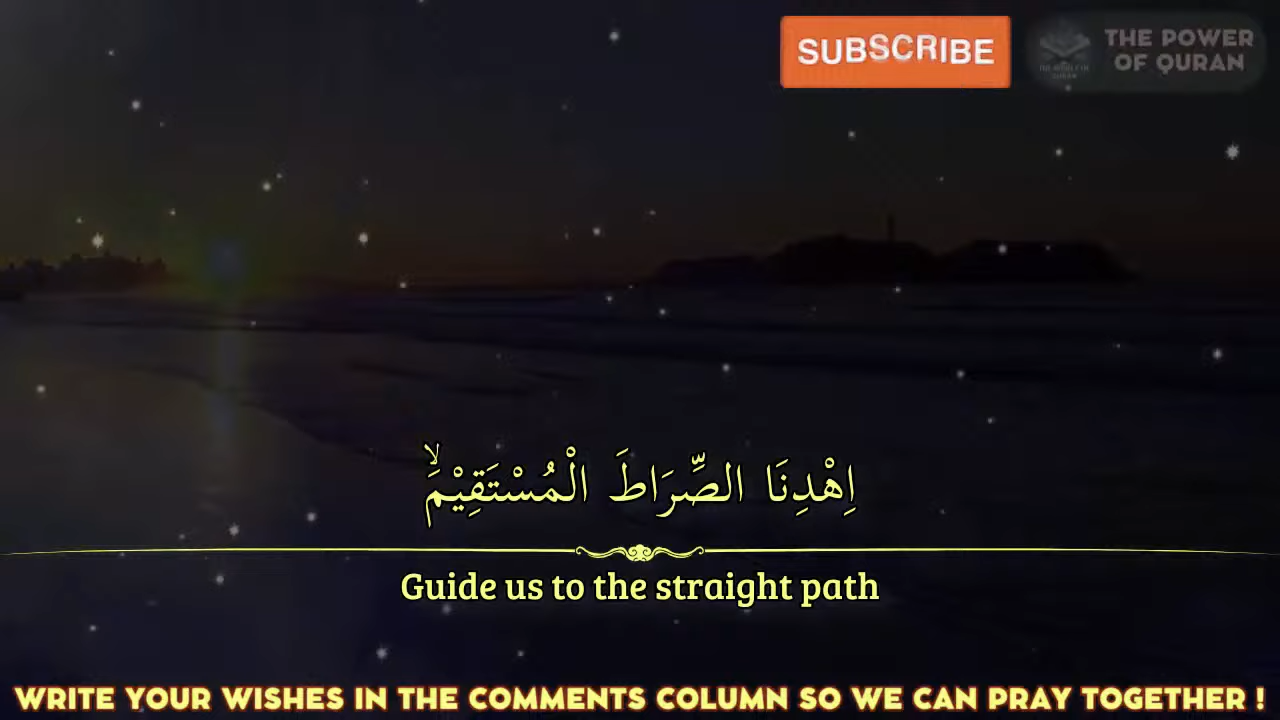 SUBSCRIBE
THE POWER
OF QURAN
اِهْدِنَا الصِّرَاطَ الْمُسْتَقِيْمَۙ
Guide us to the straight path
WRITE YOUR WISHES IN THE COMMENTS COLUMN SO WE CAN PRAY TOGETHER !